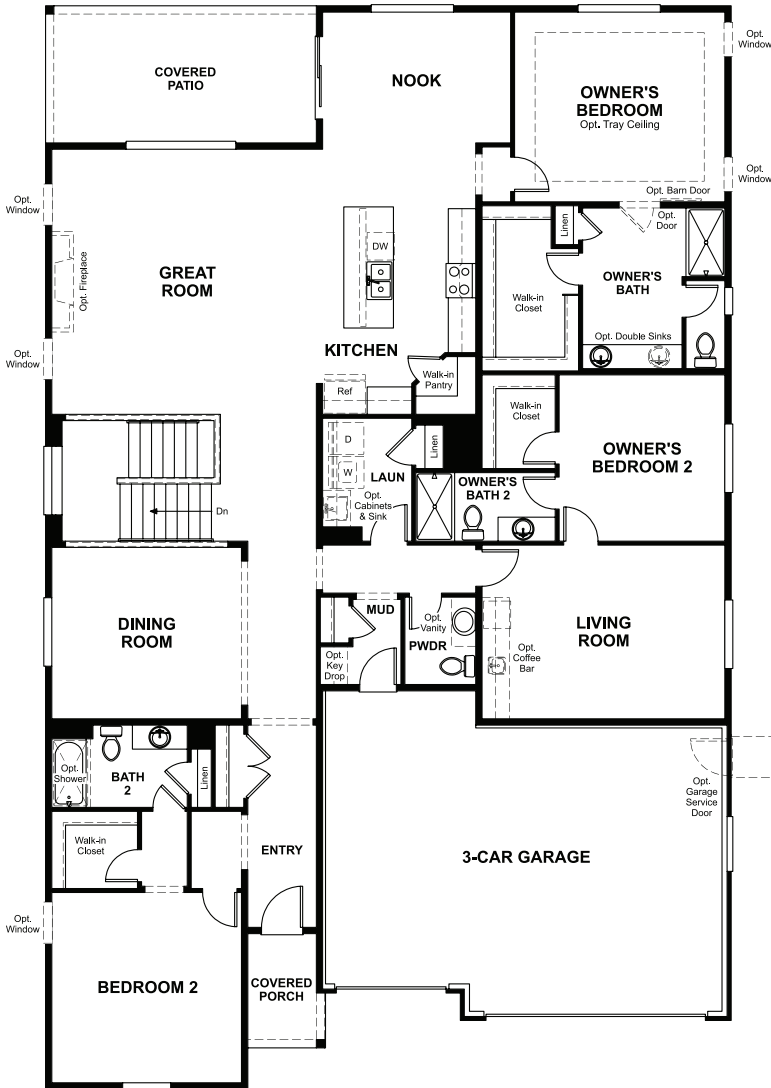 COVERED
PATIO
NOOK
OWNER'S
BEDROOM
Opt. Tray Ceiling
Opt.
Window
Opt.
Window
Opt. Barn Door
Opt.
Door
Linen
Opt.
Window
Opt. Fireplace
GREAT
ROOM
DW
Walk-in
Closet
OWNER'S
BATH
Opt. Double Sinks
Opt.
Window
KITCHEN
Walk-in
Pantry
Ref
Walk-in
Closet
OWNER'S
BEDROOM 2
D
W
LAUN
Linen
Opt.
Cabinets
& Sink
OWNER'S
BATH 2
Dn
DINING
ROOM
MUD
Opt.
Key
Drop
Opt.
Vanity
PWDR
LIVING
ROOM
Opt.
Coffee
Bar
Opt.
Shower
BATH
2
Linen
Opt.
Garage
Service
Door
Walk-in
Closet
ENTRY
3-CAR GARAGE
Opt.
Window
BEDROOM 2
COVERED
PORCH